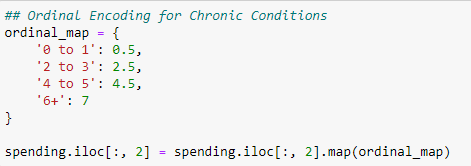 ## Ordinal Encoding for Chronic Conditions
ordinal_map = {
    '0 to 1': 0.5,
    '2 to 3': 2.5,
    '4 to 5': 4.5,
    '6+': 7
}
spending.iloc[:, 2] = spending.iloc[:, 2].map(ordinal_map)